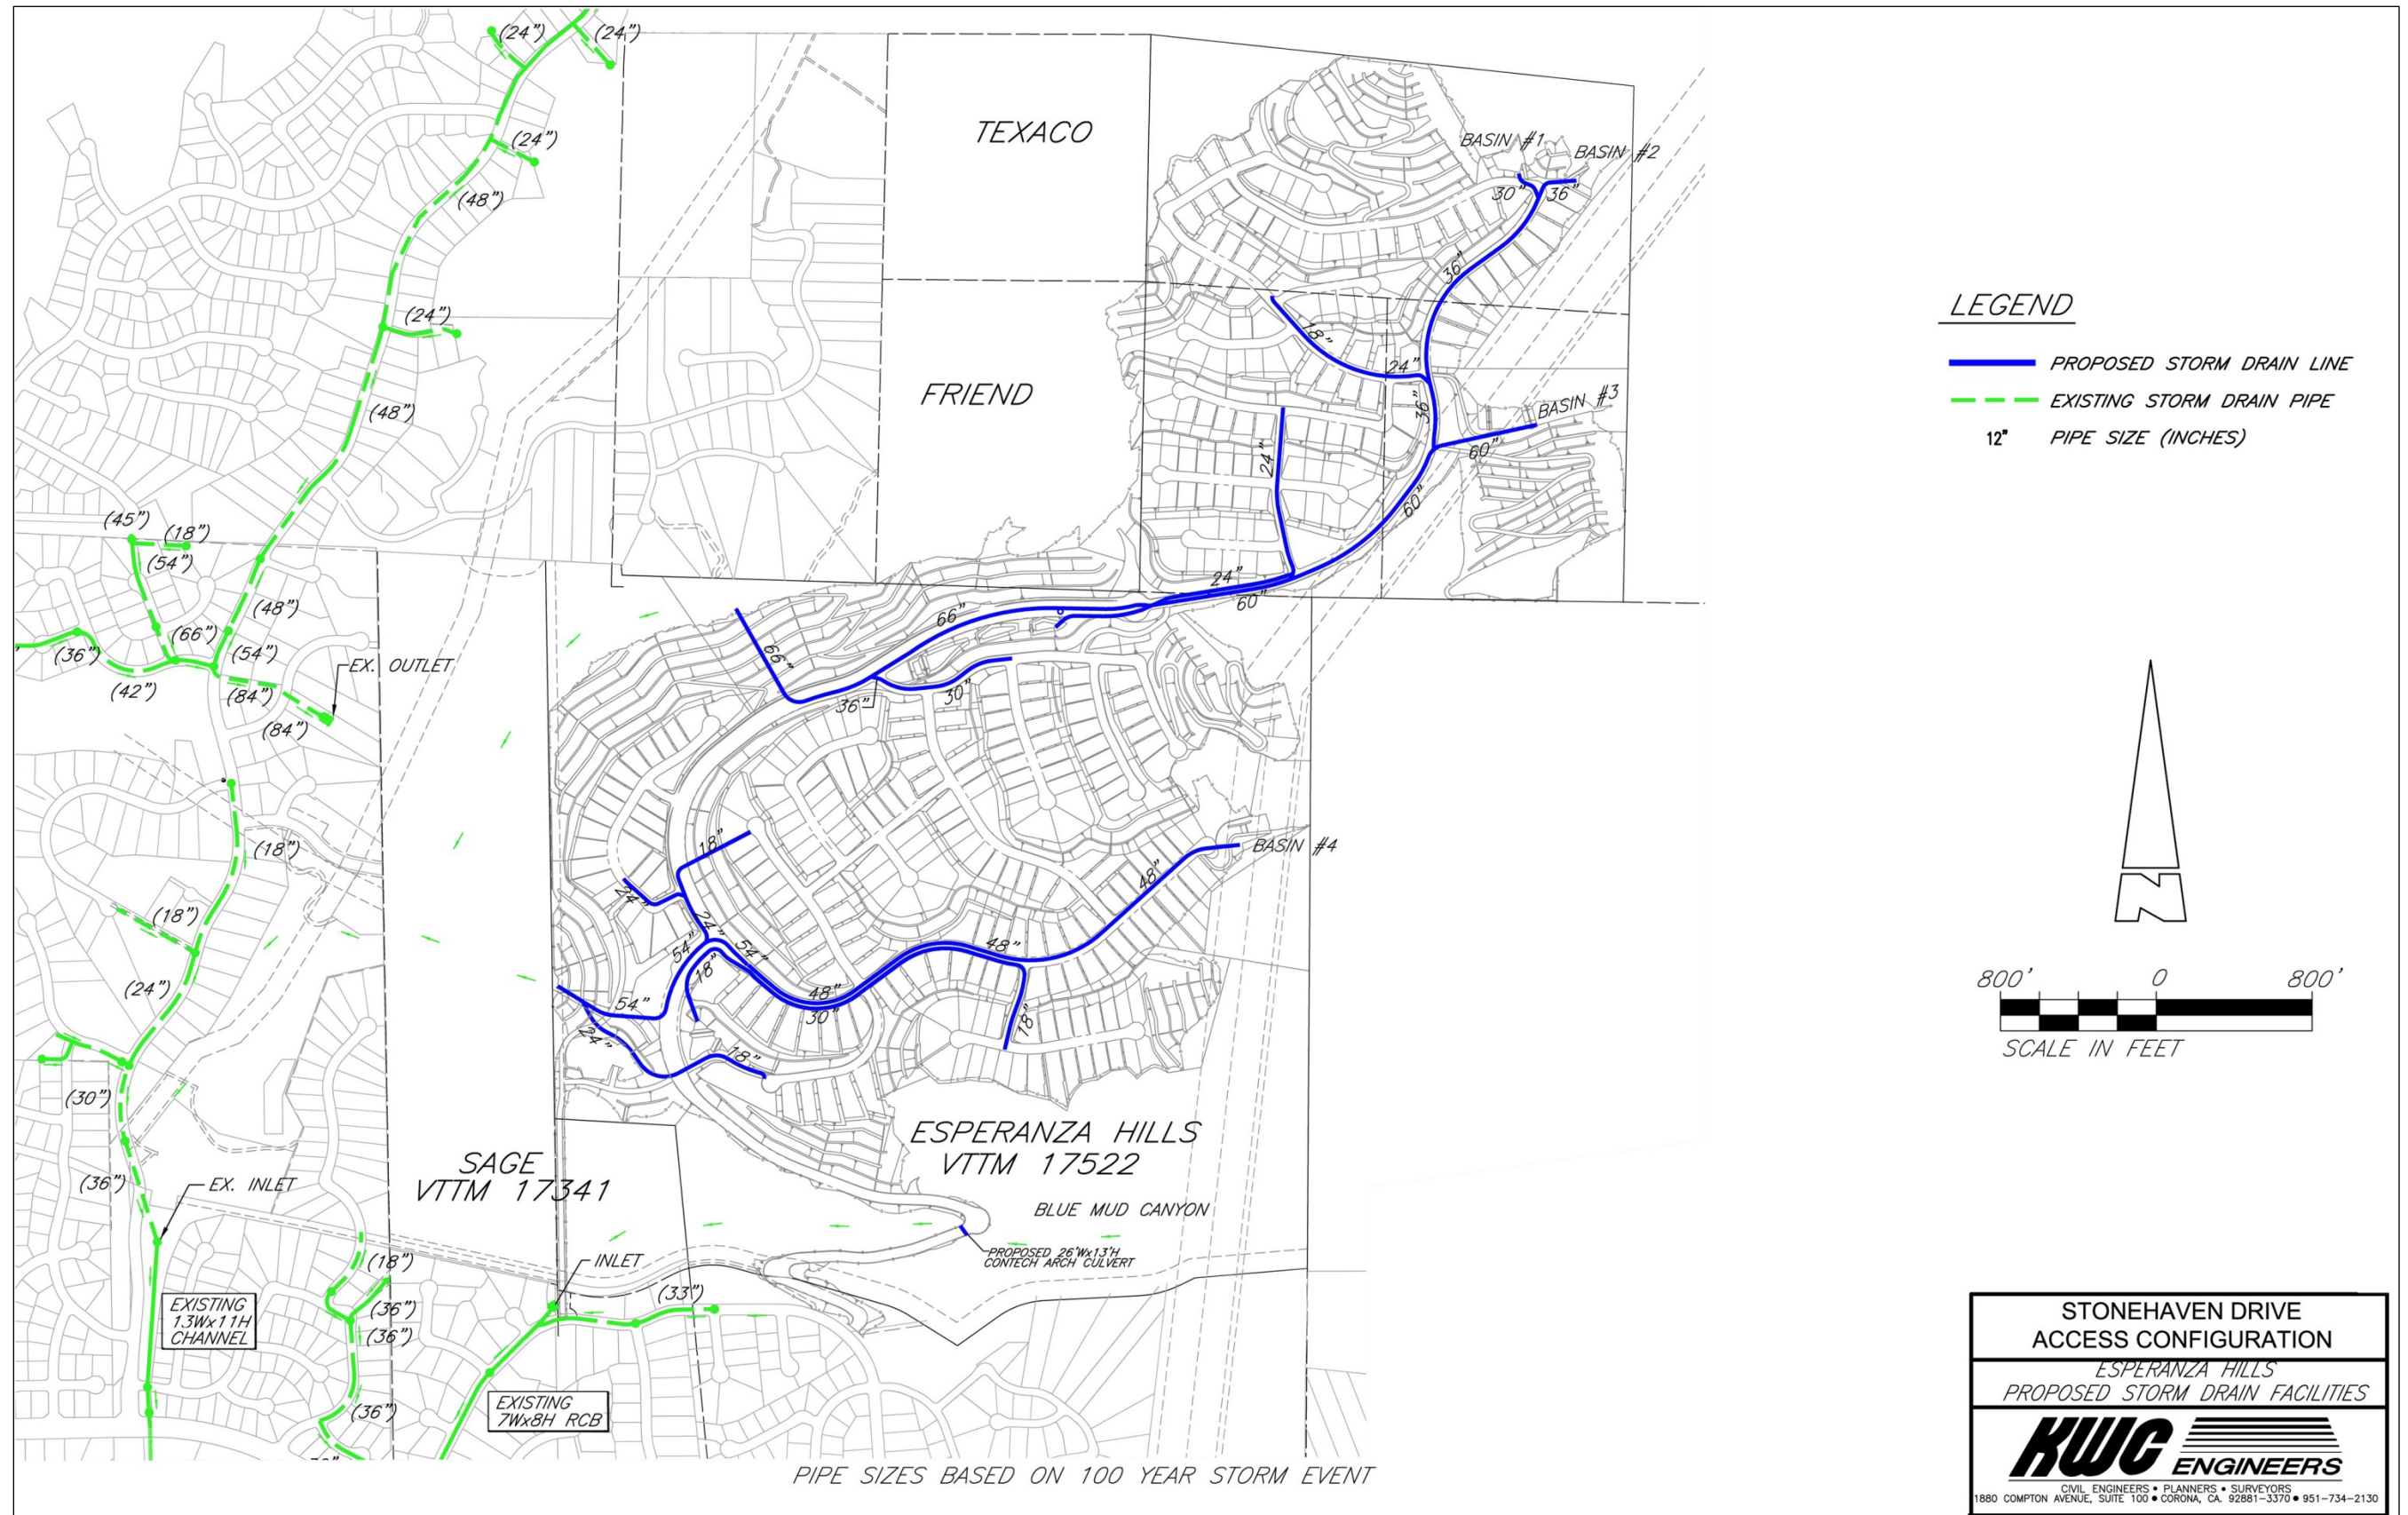 (24")
(24")
(24")
(48")
(24")
(48")
(45")
(18")
(54")
(48")
(66")
(54")
(36")
(42")
(84")
(84")
EX. OUTLET
(18")
(18")
(24")
(30")
(36")
EX. INLET
EXISTING
13Wx11H
CHANNEL
(18")
(36")
(36")
(36")
INLET
(33")
EXISTING
7Wx8H RCB
TEXACO
FRIEND
BASIN #1
BASIN #2
30"
36"
36"
18"
24"
36"
BASIN #3
60"
24"
60"
24"
60"
66"
66"
36"
30"
18"
24"
24"
54"
54"
18"
48"
BASIN #4
48"
48"
30"
54"
24"
18"
18"
SAGE
VTTM 17341
ESPERANZA HILLS
VTTM 17522
BLUE MUD CANYON
PROPOSED 26'Wx13'H
CONTECH ARCH CULVERT
PIPE SIZES BASED ON 100 YEAR STORM EVENT
LEGEND
PROPOSED STORM DRAIN LINE
EXISTING STORM DRAIN PIPE
12" PIPE SIZE (INCHES)
N
800' 0 800'
SCALE IN FEET
STONEHAVEN DRIVE
ACCESS CONFIGURATION
ESPERANZA HILLS
PROPOSED STORM DRAIN FACILITIES
KWC
ENGINEERS
CIVIL ENGINEERS • PLANNERS • SURVEYORS
1880 COMPTON AVENUE, SUITE 100 • CORONA, CA. 92881-3370 • 951-734-2130